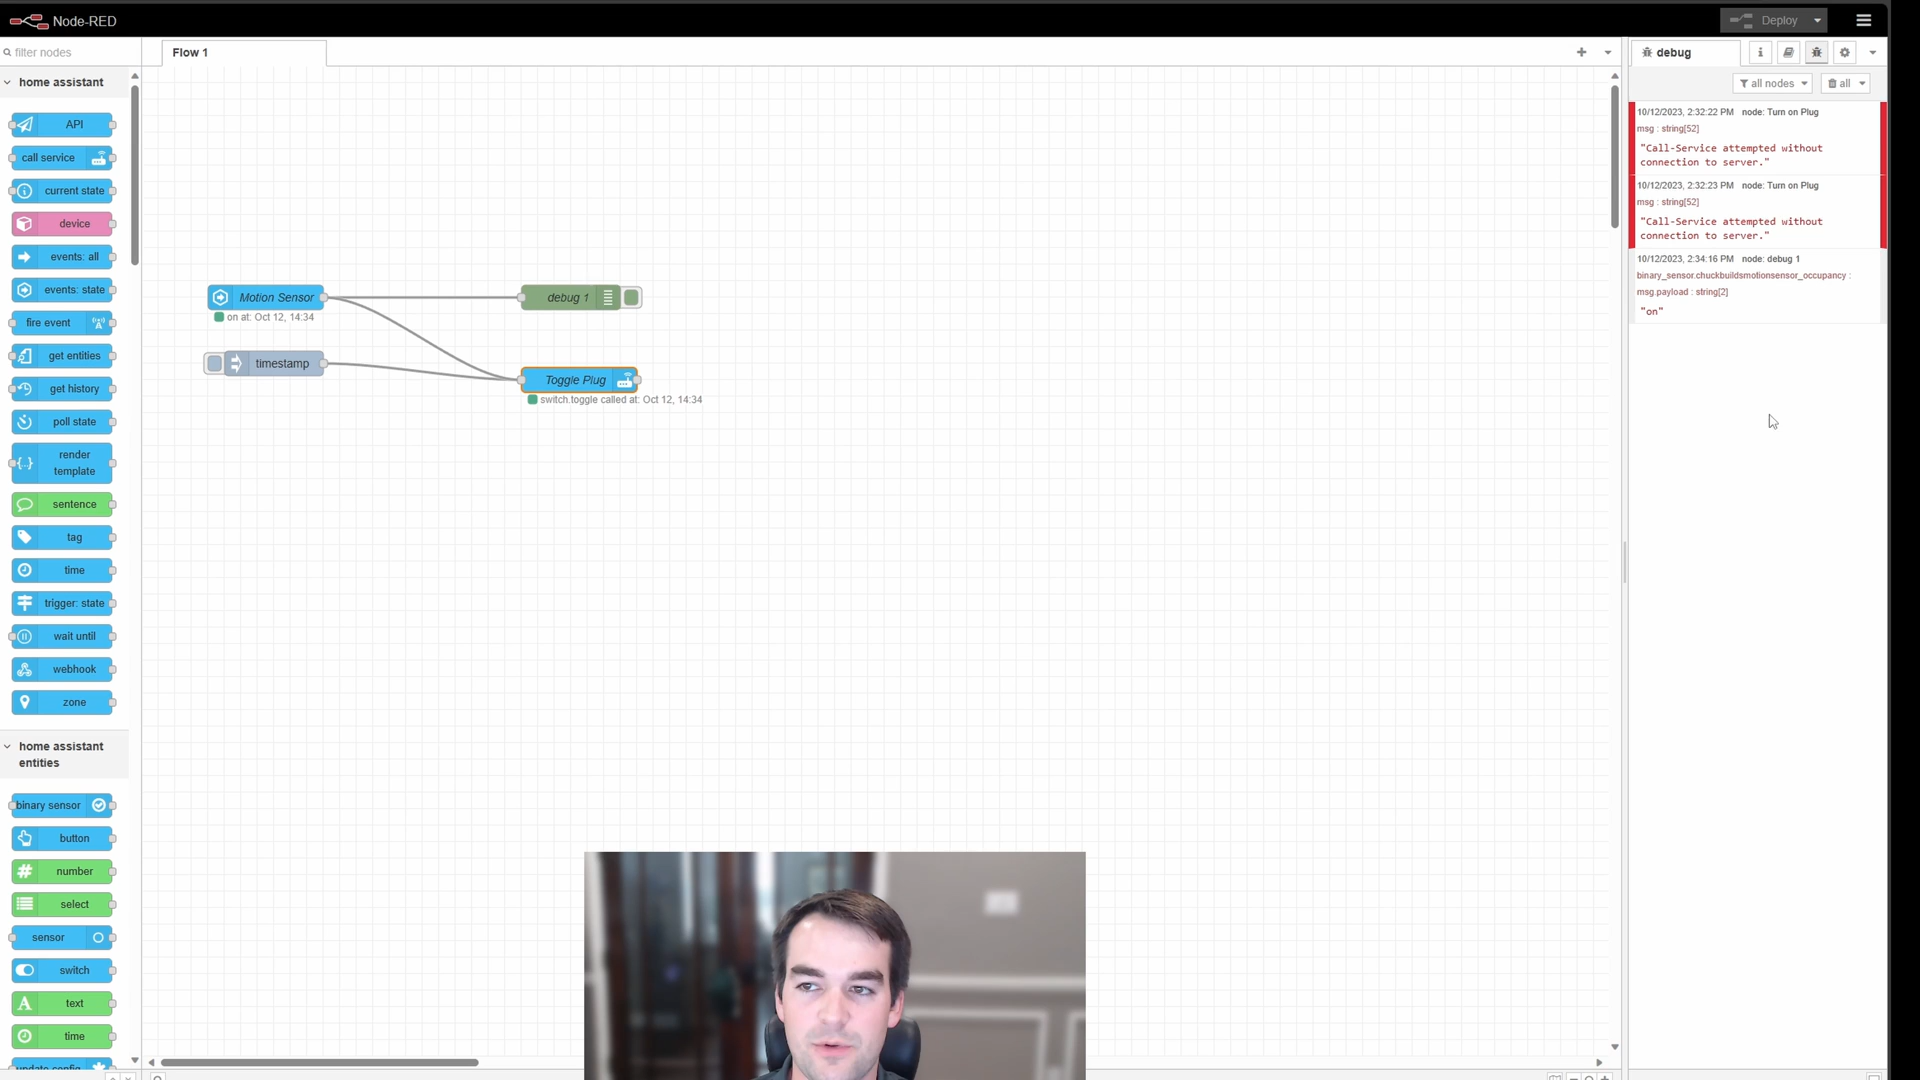 Node-RED
Deploy
filter nodes
Flow 1
debug
all nodes
all
home assistant
API
call service
current state
device
events: all
events: state
fire event
get entities
get history
poll state
render
template
sentence
tag
time
trigger: state
wait until
webhook
zone
home assistant
entities
binary sensor
button
number
select
sensor
switch
text
time
update config
Motion Sensor
on at: Oct 12, 14:34
timestamp
debug 1
Toggle Plug
switch.toggle called at: Oct 12, 14:34
10/12/2023, 2:32:22 PM node: Turn on Plug
msg : string[52]
"Call-Service attempted without
connection to server."
10/12/2023, 2:32:23 PM node: Turn on Plug
msg : string[52]
"Call-Service attempted without
connection to server."
10/12/2023, 2:34:16 PM node: debug 1
binary_sensor.chuckbuildsmotionsensor_occupancy :
msg.payload : string[2]
"on"